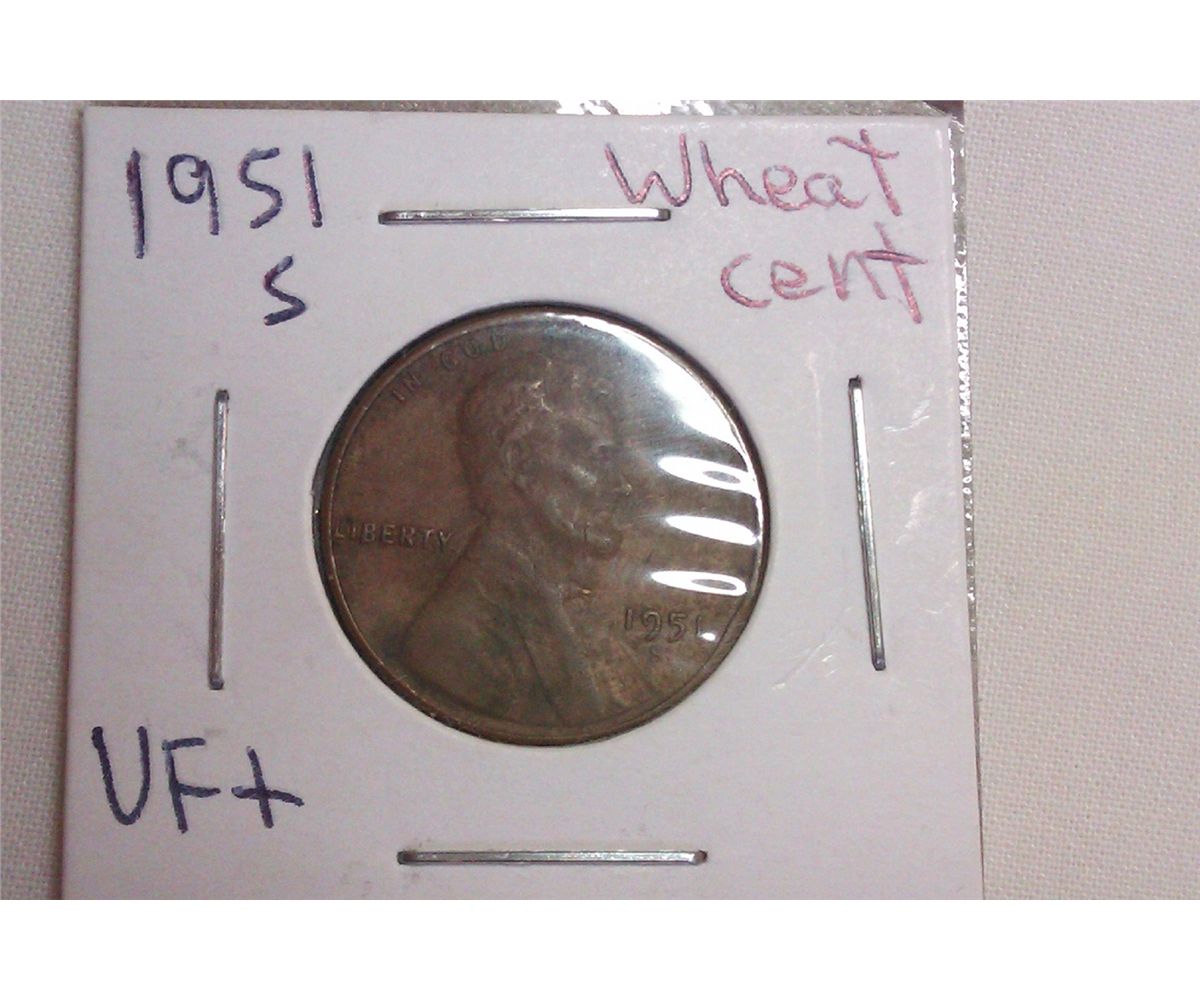 1951
S
Wheat
cent
IN GOD
LIBERTY
1951
S
VF+